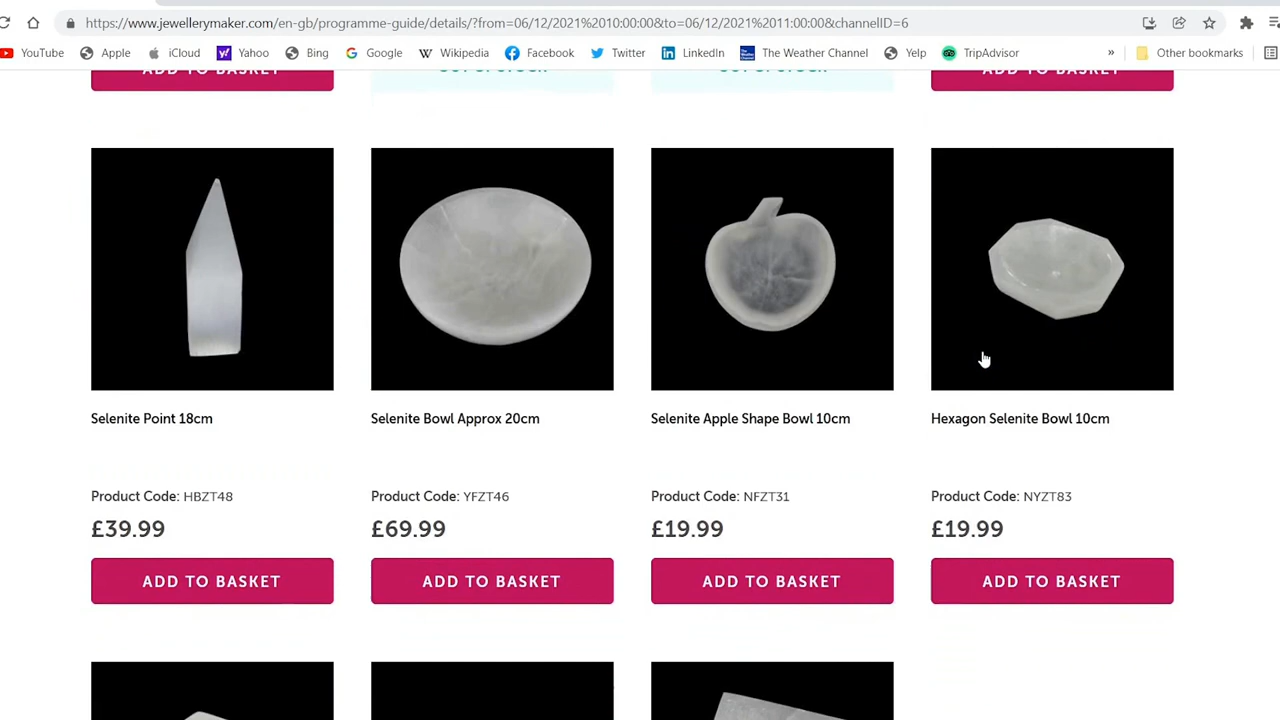 https://www.jewellerymaker.com/en-gb/programme-guide/details/?from=06/12/2021%2010:00:00&to=06/12/2021%2011:00:00&channelID=6
YouTube Apple iCloud Yahoo Bing Google Wikipedia Facebook Twitter LinkedIn The Weather Channel Yelp TripAdvisor » Other bookmarks
ADD TO BASKET ADD TO BASKET
Selenite Point 18cm Selenite Bowl Approx 20cm Selenite Apple Shape Bowl 10cm Hexagon Selenite Bowl 10cm
Product Code: HBZT48 Product Code: YFZT46 Product Code: NFZT31 Product Code: NYZT83
£39.99 £69.99 £19.99 £19.99
ADD TO BASKET ADD TO BASKET ADD TO BASKET ADD TO BASKET